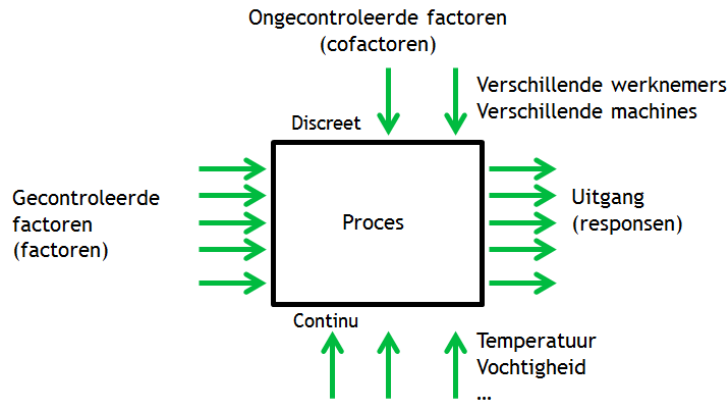 Ongecontroleerde factoren
(cofactoren)
Verschillende werknemers
Verschillende machines
Discreet
Gecontroleerde
factoren
(factoren)
Proces
Uitgang
(responsen)
Continu
Temperatuur
Vochtigheid
...